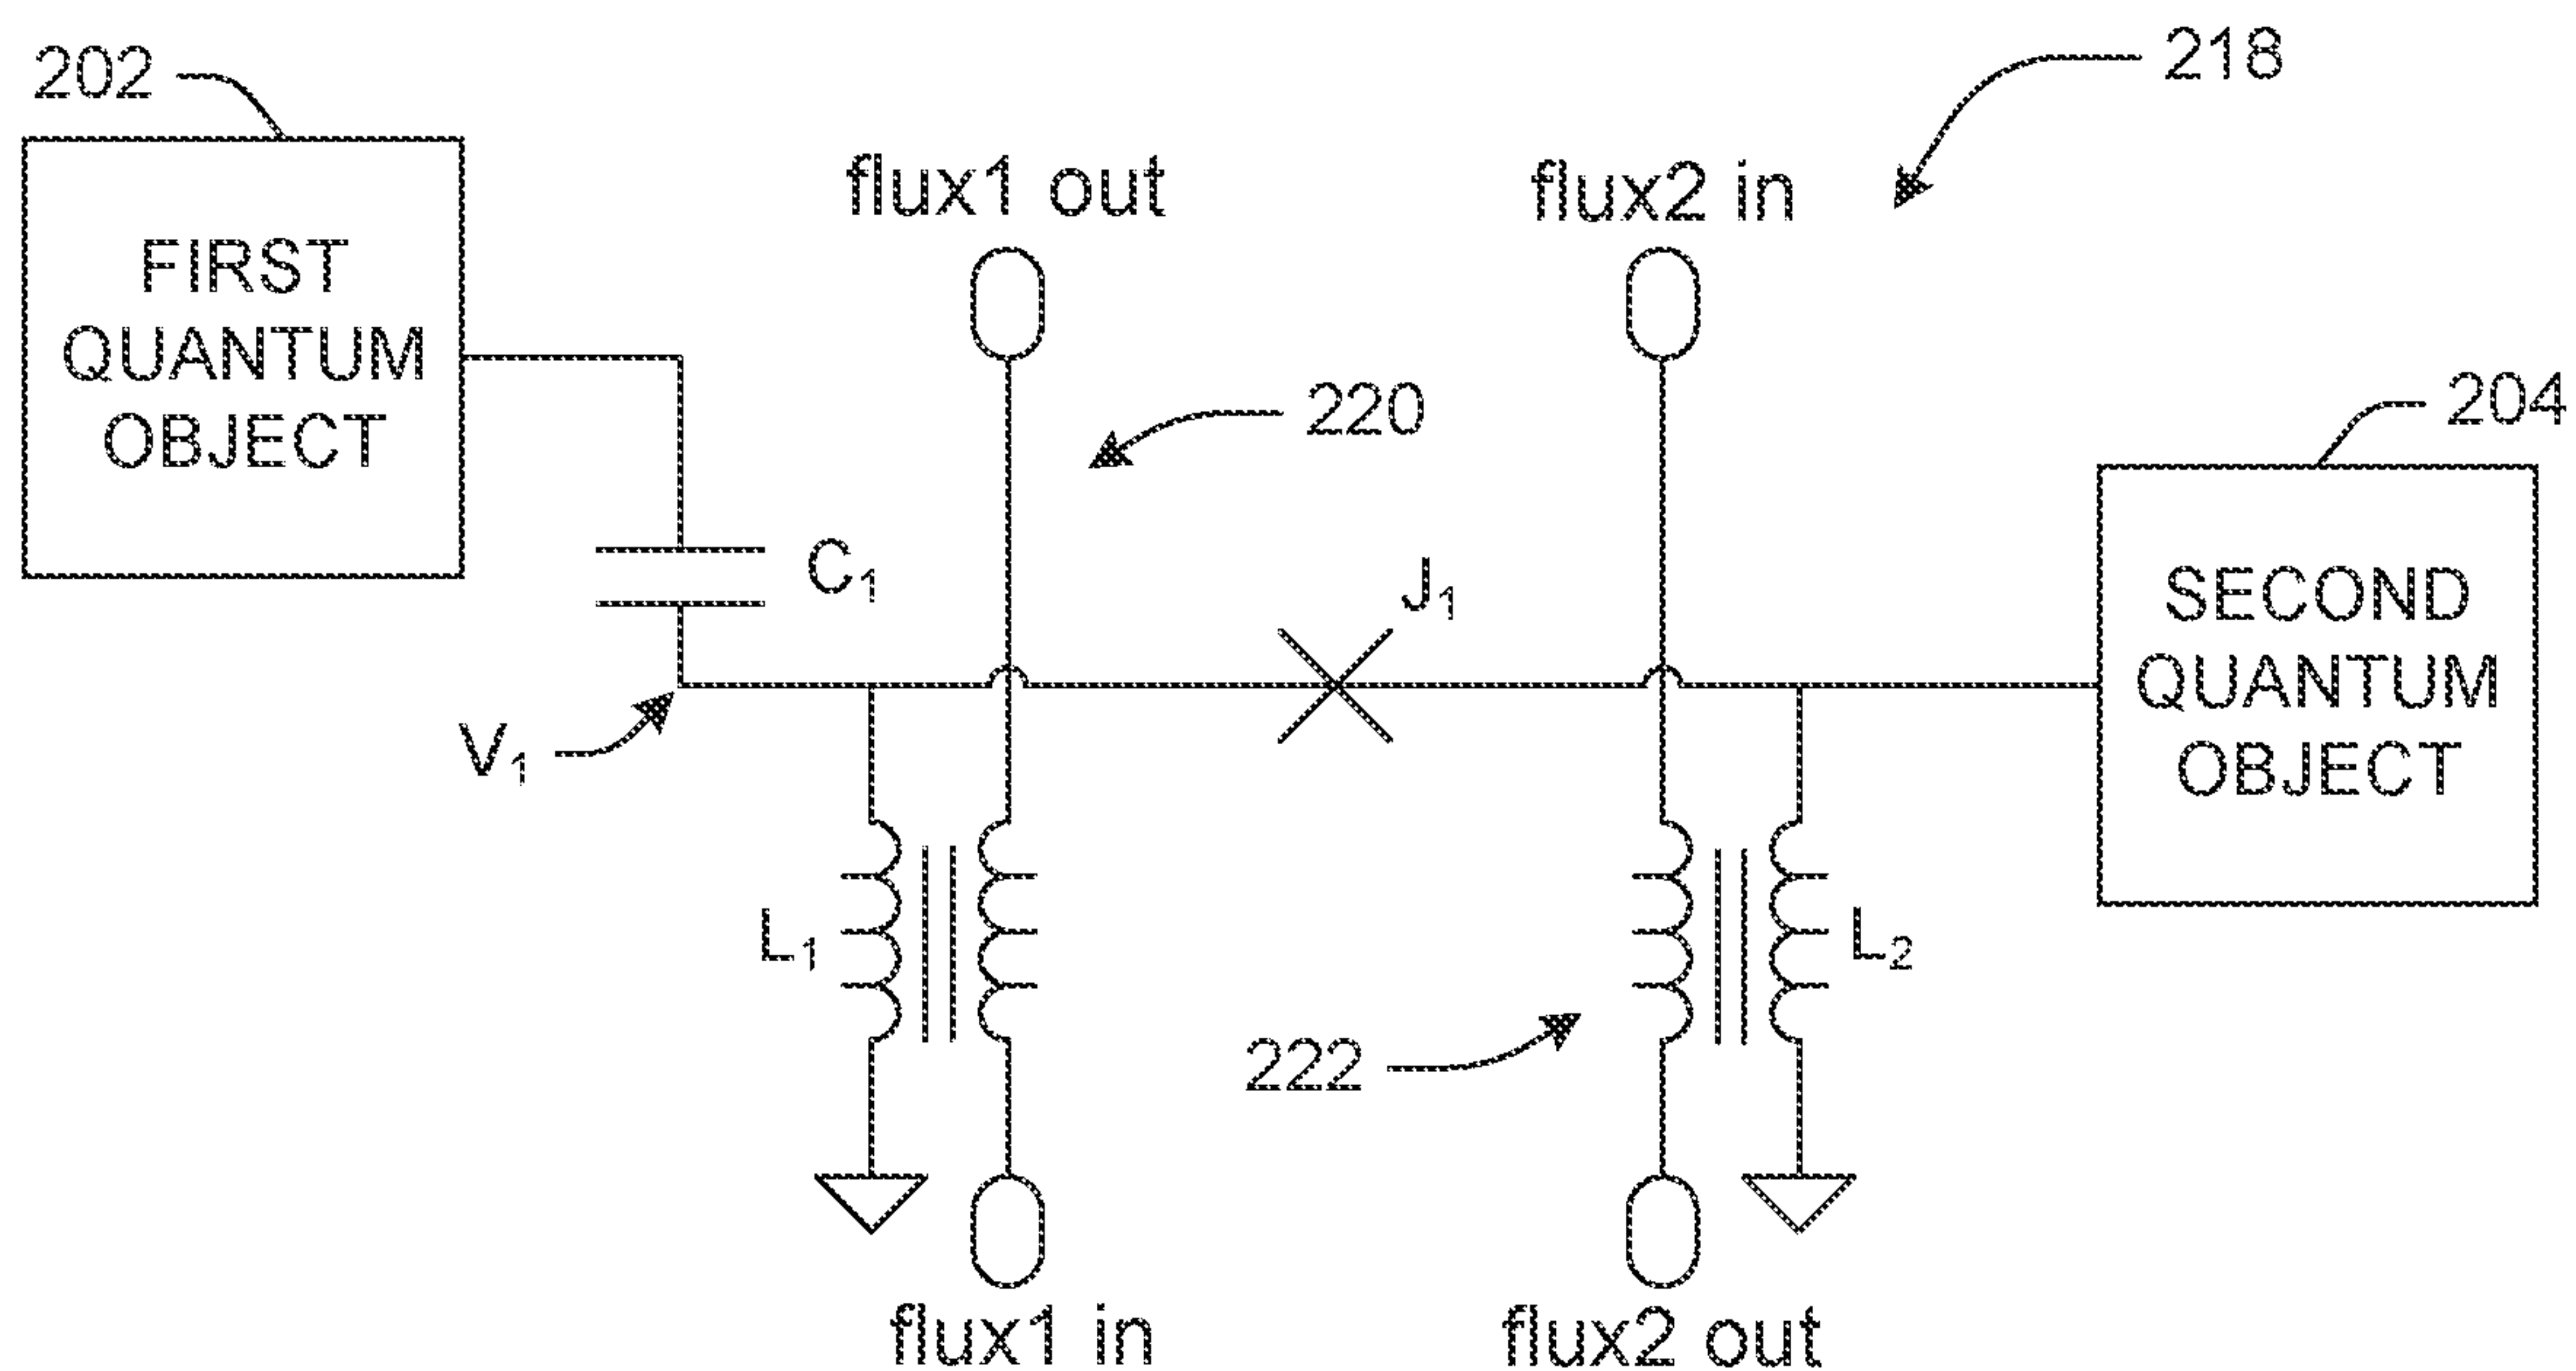 202
218
flux1 out
flux2 in
FIRST
QUANTUM
OBJECT
220
204
C₁
J₁
SECOND
QUANTUM
OBJECT
V₁
L₁
L₂
222
flux1 in
flux2 out